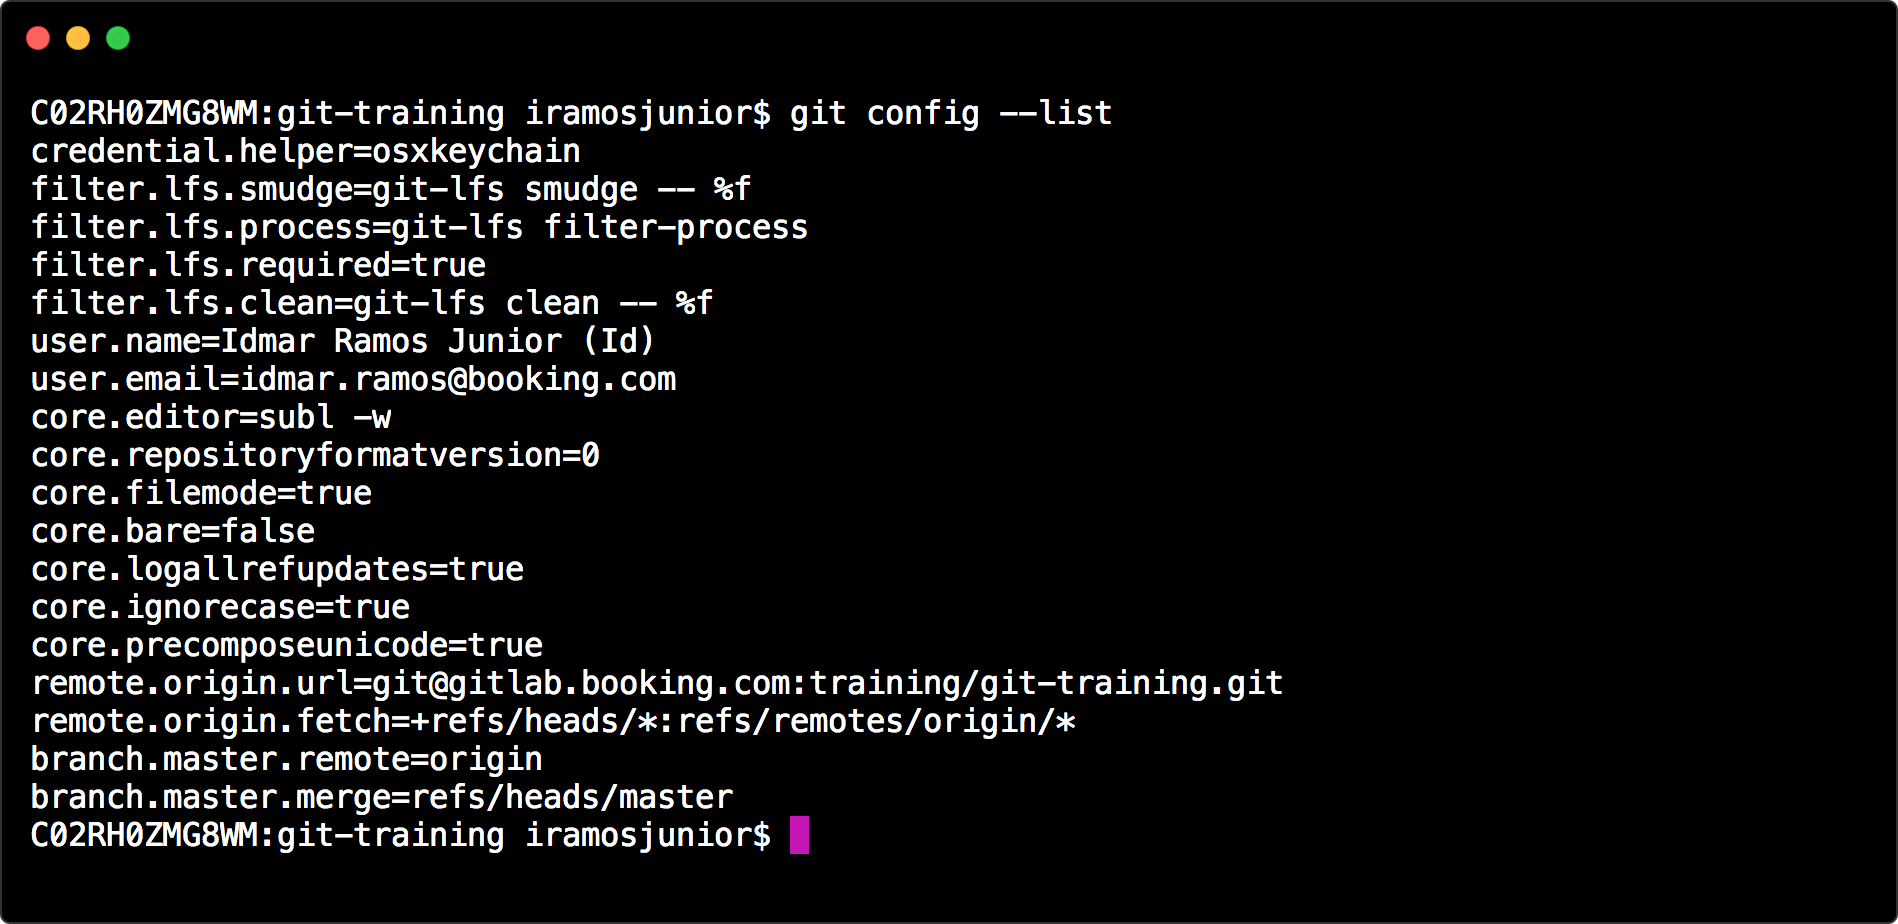 C02RH0ZMG8WM:git-training iramosjunior$ git config --list
credential.helper=osxkeychain
filter.lfs.smudge=git-lfs smudge -- %f
filter.lfs.process=git-lfs filter-process
filter.lfs.required=true
filter.lfs.clean=git-lfs clean -- %f
user.name=Idmar Ramos Junior (Id)
user.email=idmar.ramos@booking.com
core.editor=subl -w
core.repositoryformatversion=0
core.filemode=true
core.bare=false
core.logallrefupdates=true
core.ignorecase=true
core.precomposeunicode=true
remote.origin.url=git@gitlab.booking.com:training/git-training.git
remote.origin.fetch=+refs/heads/*:refs/remotes/origin/*
branch.master.remote=origin
branch.master.merge=refs/heads/master
C02RH0ZMG8WM:git-training iramosjunior$